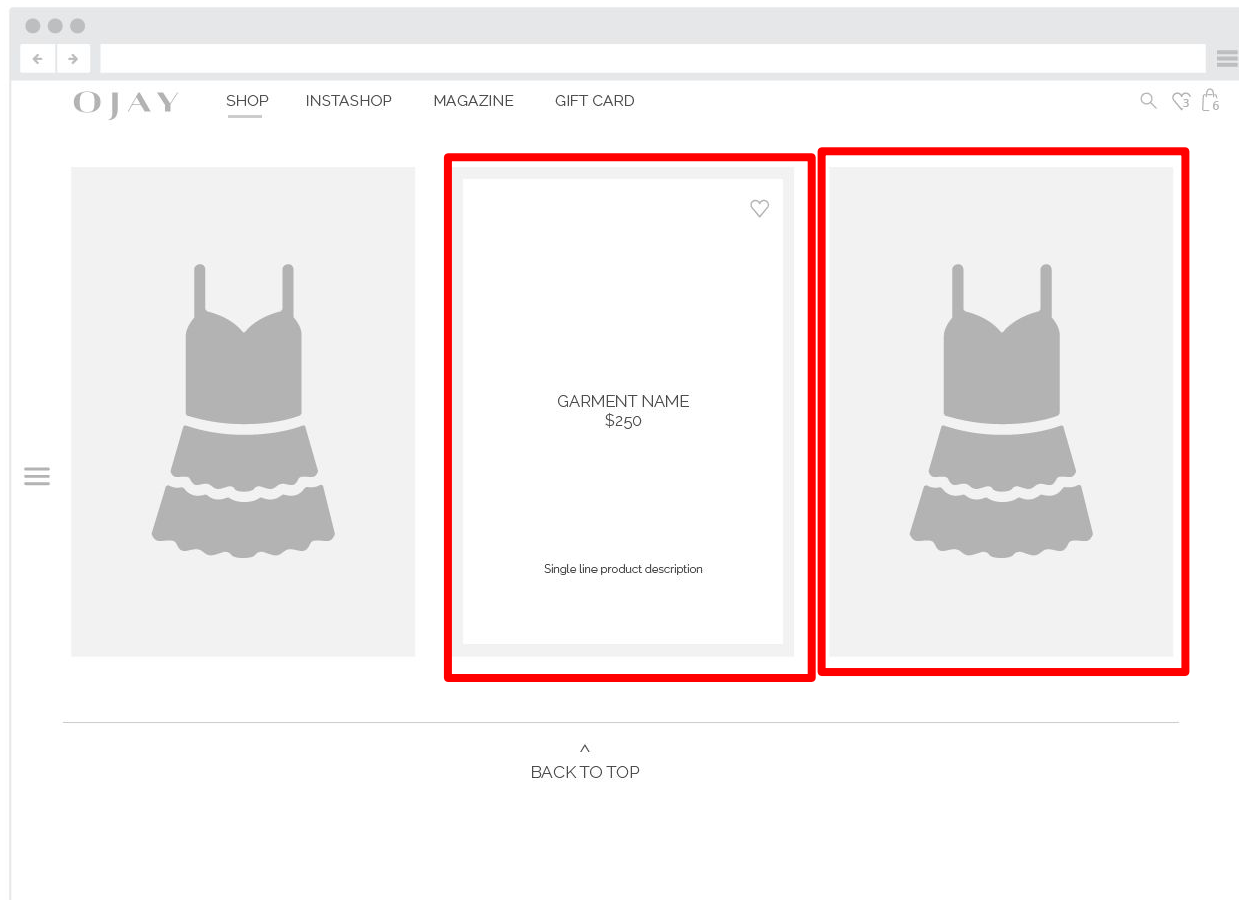 OJAY SHOP INSTASHOP MAGAZINE GIFT CARD 3 6
GARMENT NAME
$250
Single line product description
^
BACK TO TOP